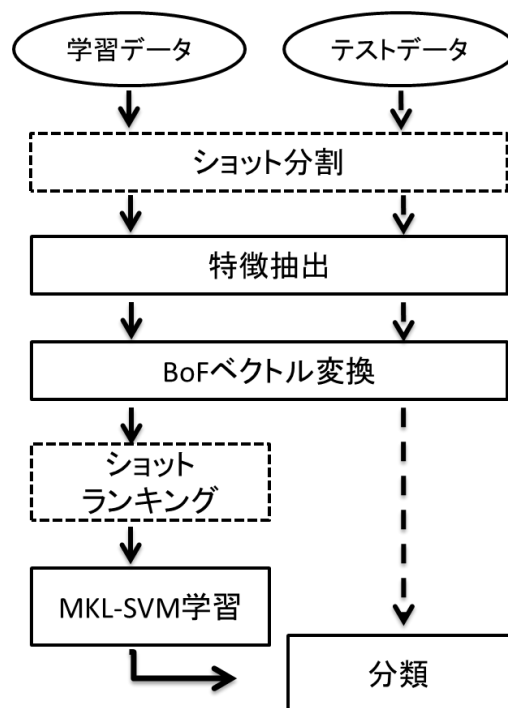 学習データ
テストデータ
ショット分割
特徴抽出
BoFベクトル変換
ショット
ランキング
MKL-SVM学習
分類